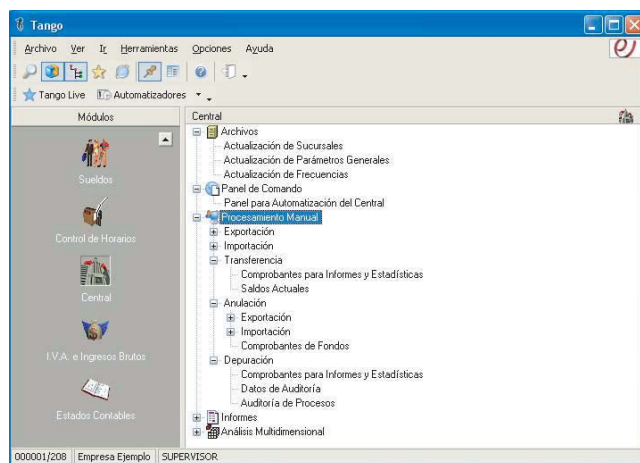 Tango
Archivo Ver Ir Herramientas Opciones Ayuda
Tango Live Automatizadores
Módulos
Sueldos
Control de Horarios
Central
I.V.A. e Ingresos Brutos
Estados Contables
Central
Archivos
Actualización de Sucursales
Actualización de Parámetros Generales
Actualización de Frecuencias
Panel de Comando
Panel para Automatización del Central
Procesamiento Manual
Exportación
Importación
Transferencia
Comprobantes para Informes y Estadísticas
Saldos Actuales
Anulación
Exportación
Importación
Comprobantes de Fondos
Depuración
Comprobantes para Informes y Estadísticas
Datos de Auditoría
Auditoría de Procesos
Informes
Análisis Multidimensional
000001/208 Empresa Ejemplo SUPERVISOR